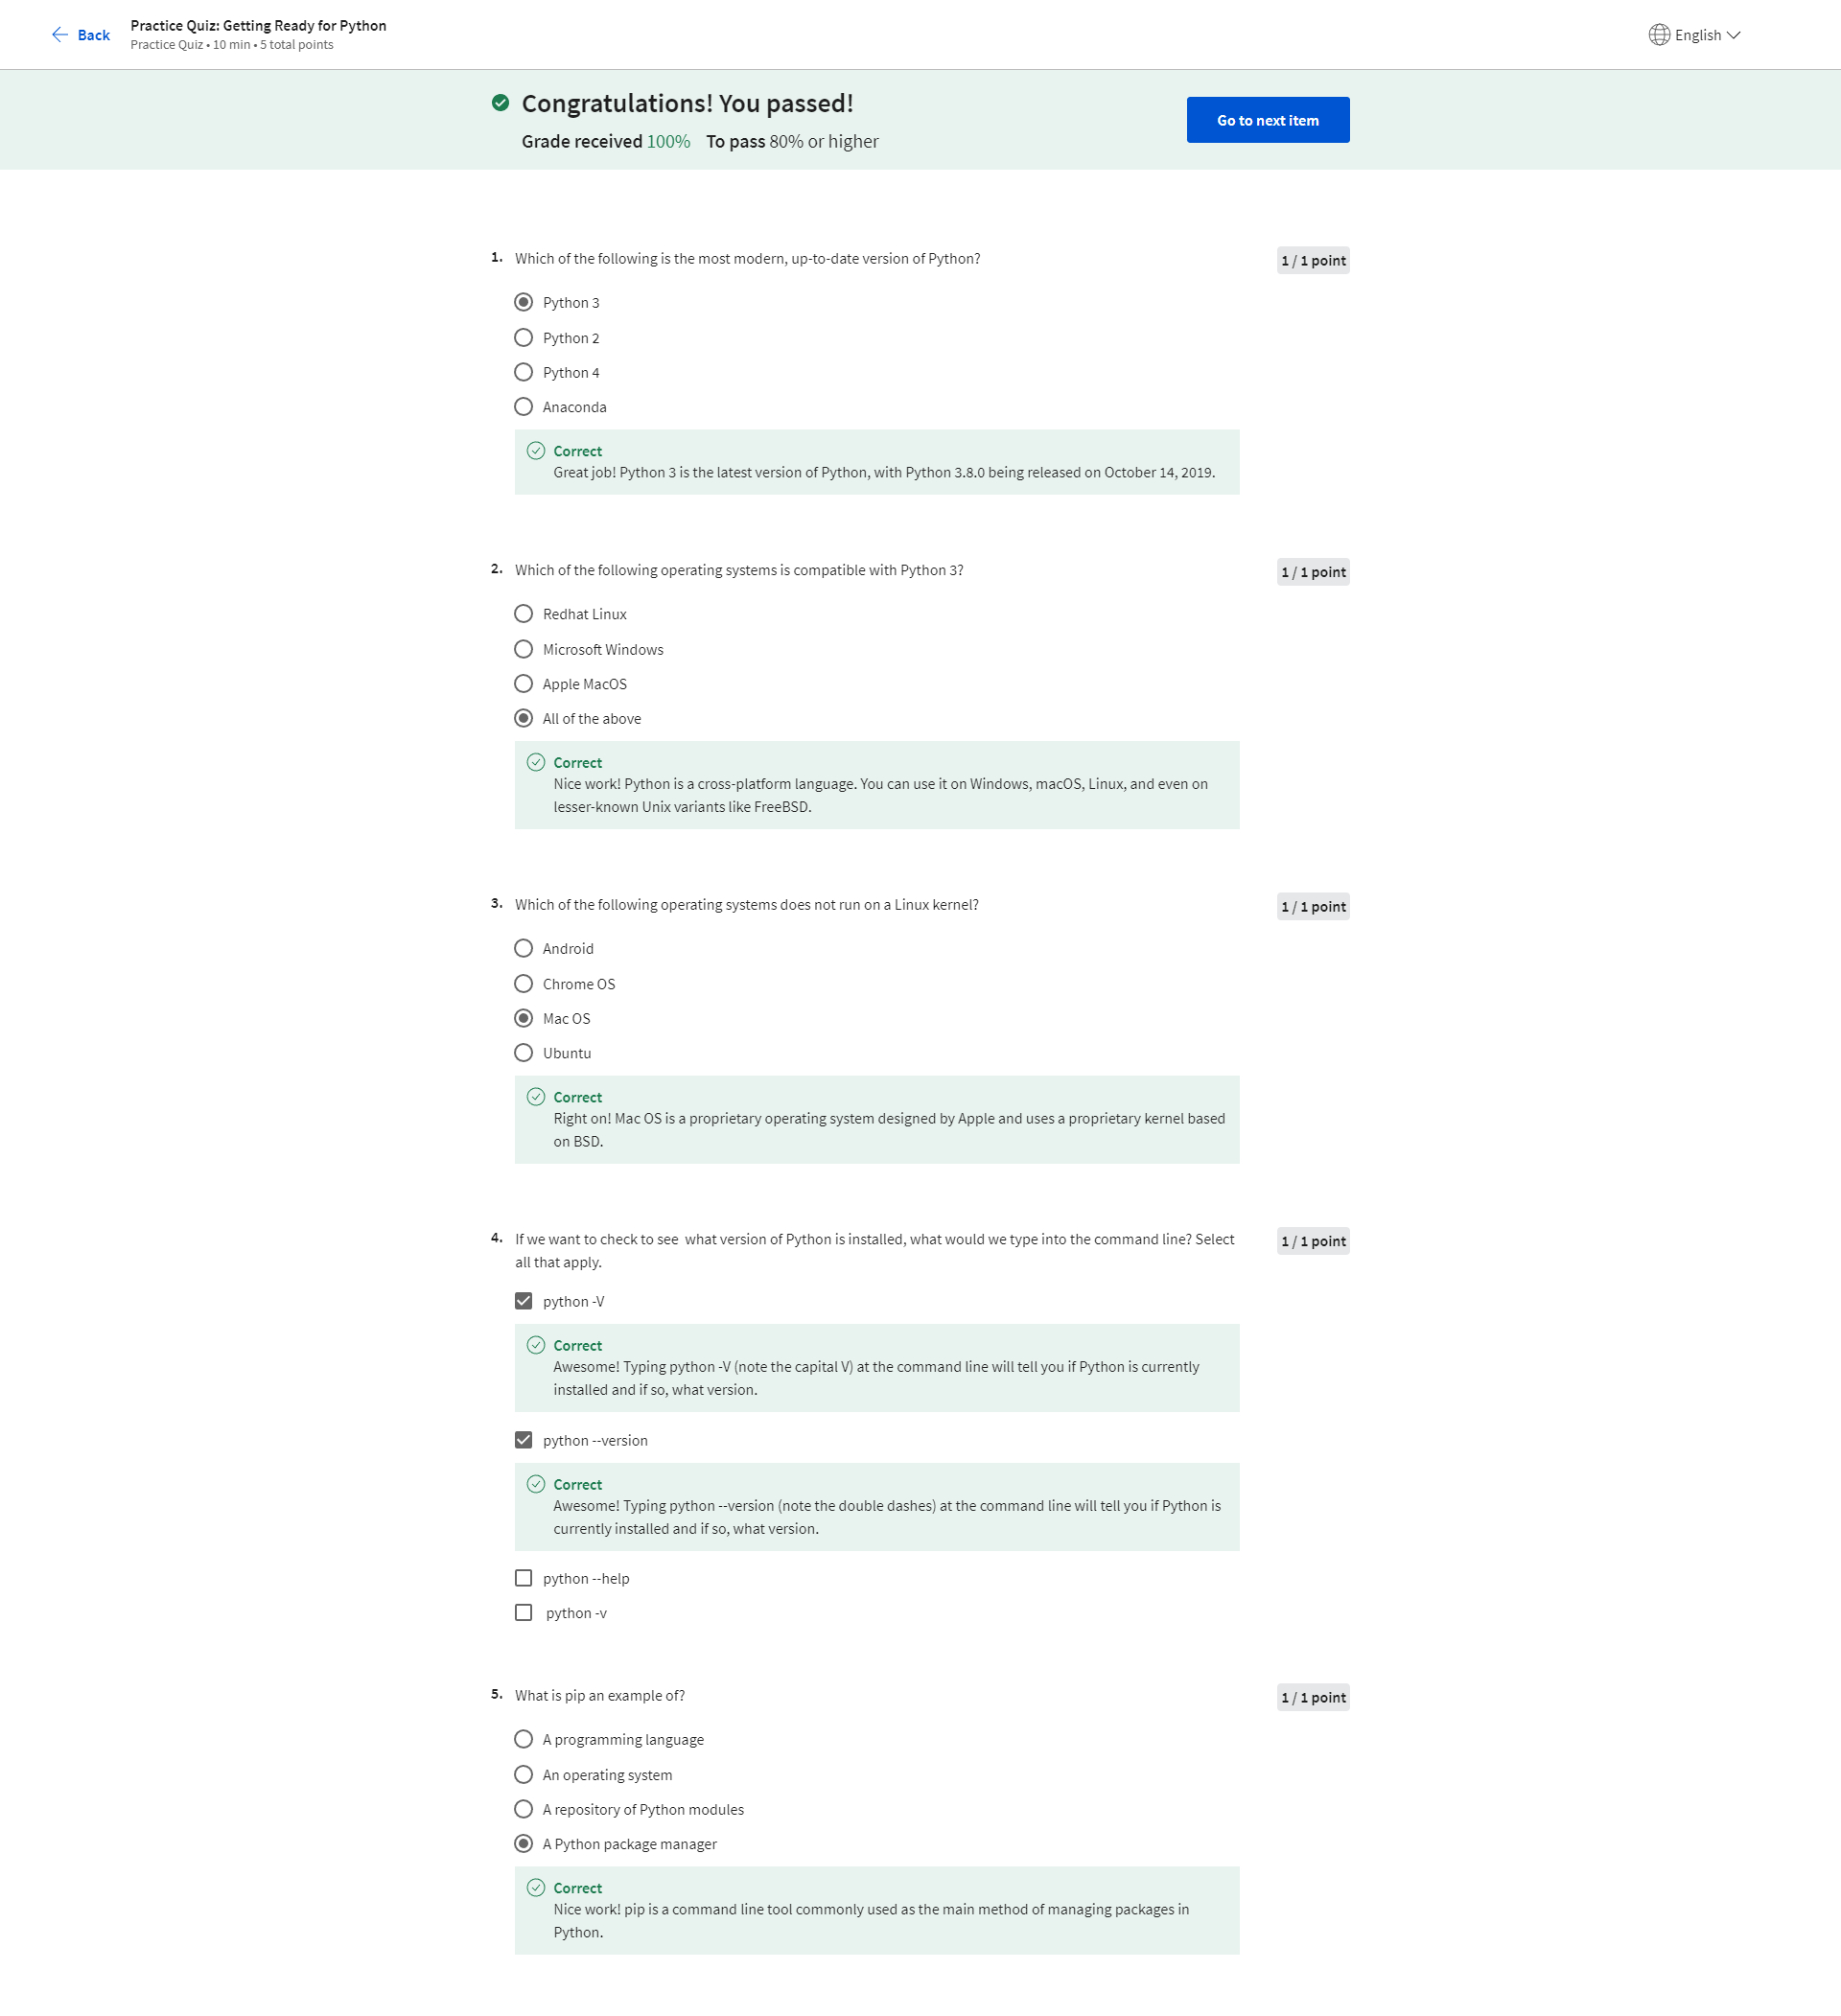 Back
Practice Quiz: Getting Ready for Python
Practice Quiz • 10 min • 5 total points
English
Congratulations! You passed!
Grade received 100% To pass 80% or higher
Go to next item
1. Which of the following is the most modern, up-to-date version of Python?
1 / 1 point
Python 3
Python 2
Python 4
Anaconda
Correct
Great job! Python 3 is the latest version of Python, with Python 3.8.0 being released on October 14, 2019.
2. Which of the following operating systems is compatible with Python 3?
1 / 1 point
Redhat Linux
Microsoft Windows
Apple MacOS
All of the above
Correct
Nice work! Python is a cross-platform language. You can use it on Windows, macOS, Linux, and even on
lesser-known Unix variants like FreeBSD.
3. Which of the following operating systems does not run on a Linux kernel?
1 / 1 point
Android
Chrome OS
Mac OS
Ubuntu
Correct
Right on! Mac OS is a proprietary operating system designed by Apple and uses a proprietary kernel based
on BSD.
4. If we want to check to see what version of Python is installed, what would we type into the command line? Select
all that apply.
1 / 1 point
python -V
Correct
Awesome! Typing python -V (note the capital V) at the command line will tell you if Python is currently
installed and if so, what version.
python --version
Correct
Awesome! Typing python --version (note the double dashes) at the command line will tell you if Python is
currently installed and if so, what version.
python --help
python -v
5. What is pip an example of?
1 / 1 point
A programming language
An operating system
A repository of Python modules
A Python package manager
Correct
Nice work! pip is a command line tool commonly used as the main method of managing packages in
Python.